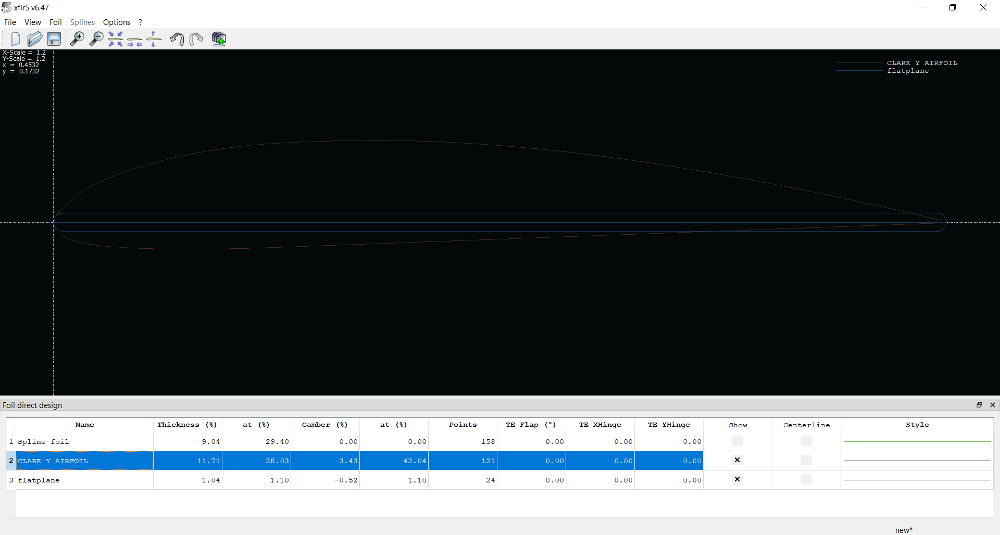 xflr5 v6.47
File View Foil Splines Options ?
X-Scale = 1.2
Y-Scale = 1.2
x = 0.4532
y =-0.1732
CLARK Y AIRFOIL
flatplane
Foil direct design
Name Thickness (%) at (%) Camber (%) at (%) Points TE Flap (°) TE XHinge TE YHinge Show Centerline Style
1 Spline foil 9.04 29.40 0.00 0.00 158 0.00 0.00 0.00
2 CLARK Y AIRFOIL 11.71 28.03 3.43 42.04 121 0.00 0.00 0.00
3 flatplane 1.04 1.10 -0.52 1.10 24 0.00 0.00 0.00
new*